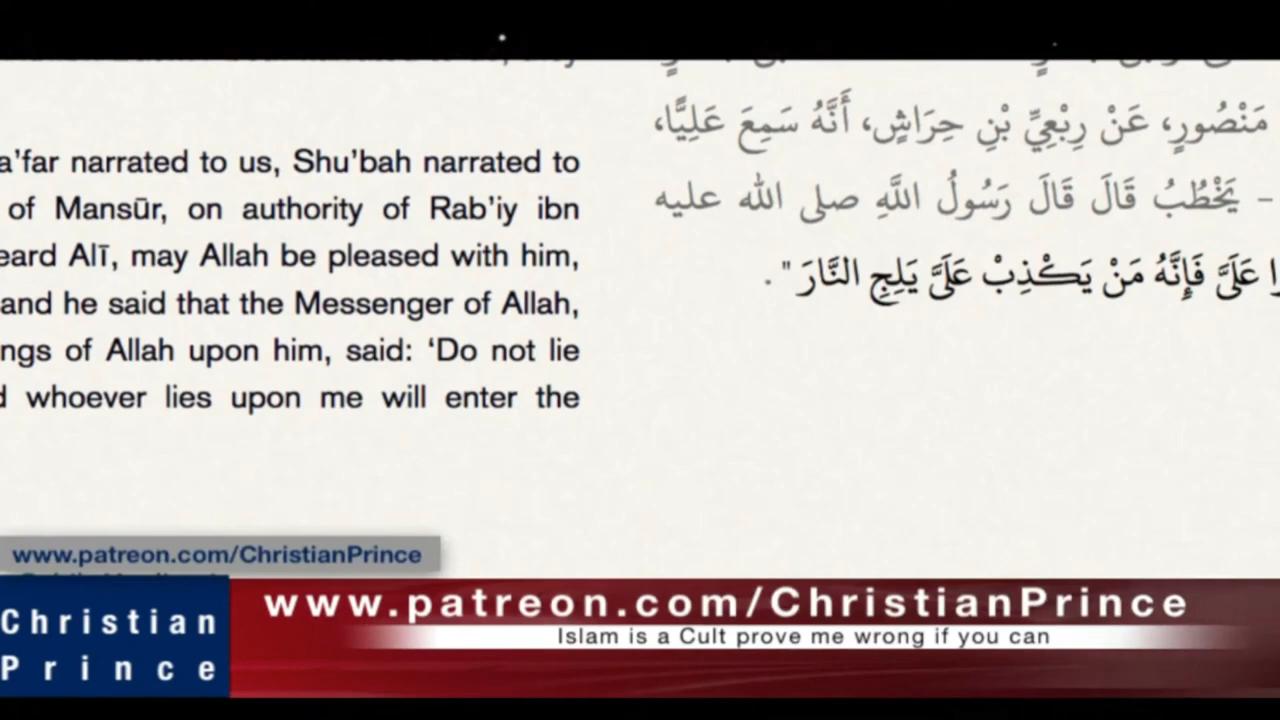 a’far narrated to us, Shu’bah narrated to
of Mansūr, on authority of Rab’iy ibn
eard Alī, may Allah be pleased with him,
and he said that the Messenger of Allah,
ngs of Allah upon him, said: ‘Do not lie
d whoever lies upon me will enter the
مَنْصُورٍ، عَنْ رِبْعِيِّ بْنِ حِرَاشٍ، أَنَّهُ سَمِعَ عَلِيًّا،
- يَخْطُبُ قَالَ قَالَ رَسُولُ اللَّهِ صلى الله عليه
عَلَىَّ فَإِنَّهُ مَنْ يَكْذِبْ عَلَىَّ يَلِجِ النَّارَ " .
www.patreon.com/ChristianPrince
Christian
Prince
www.patreon.com/ChristianPrince
Islam is a Cult prove me wrong if you can